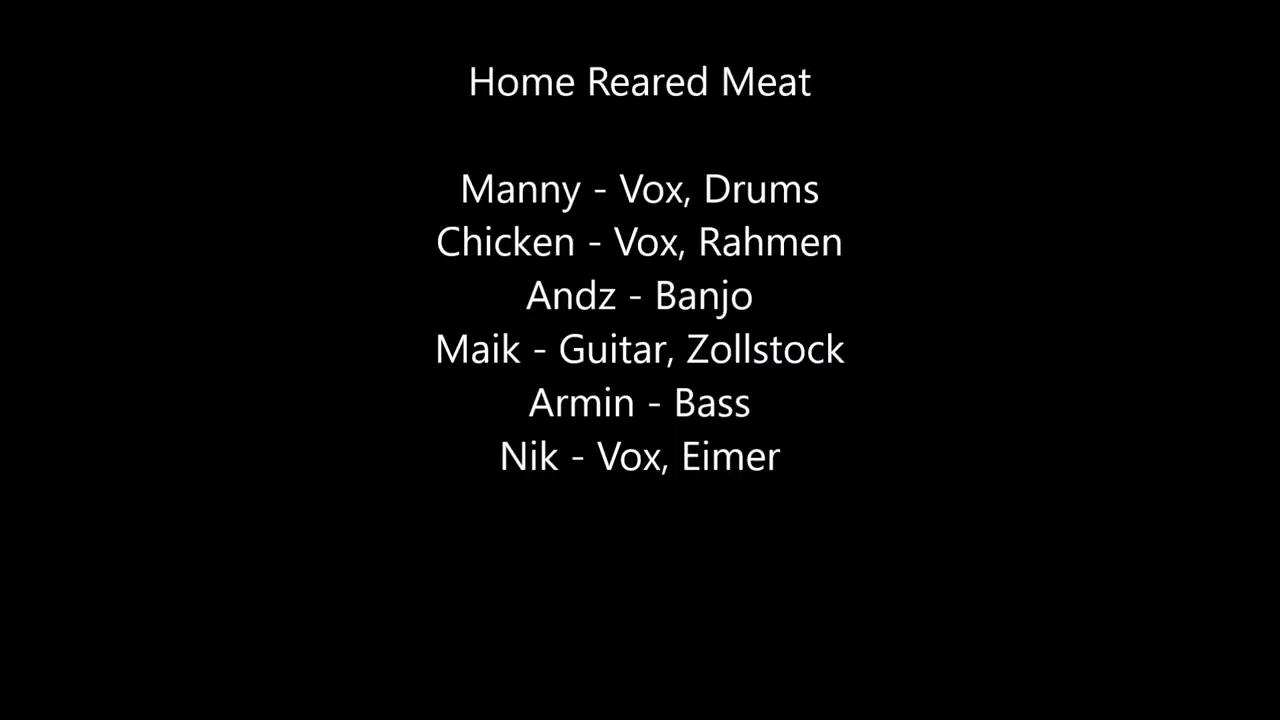 Home Reared Meat
Manny - Vox, Drums
Chicken - Vox, Rahmen
Andz - Banjo
Maik - Guitar, Zollstock
Armin - Bass
Nik - Vox, Eimer